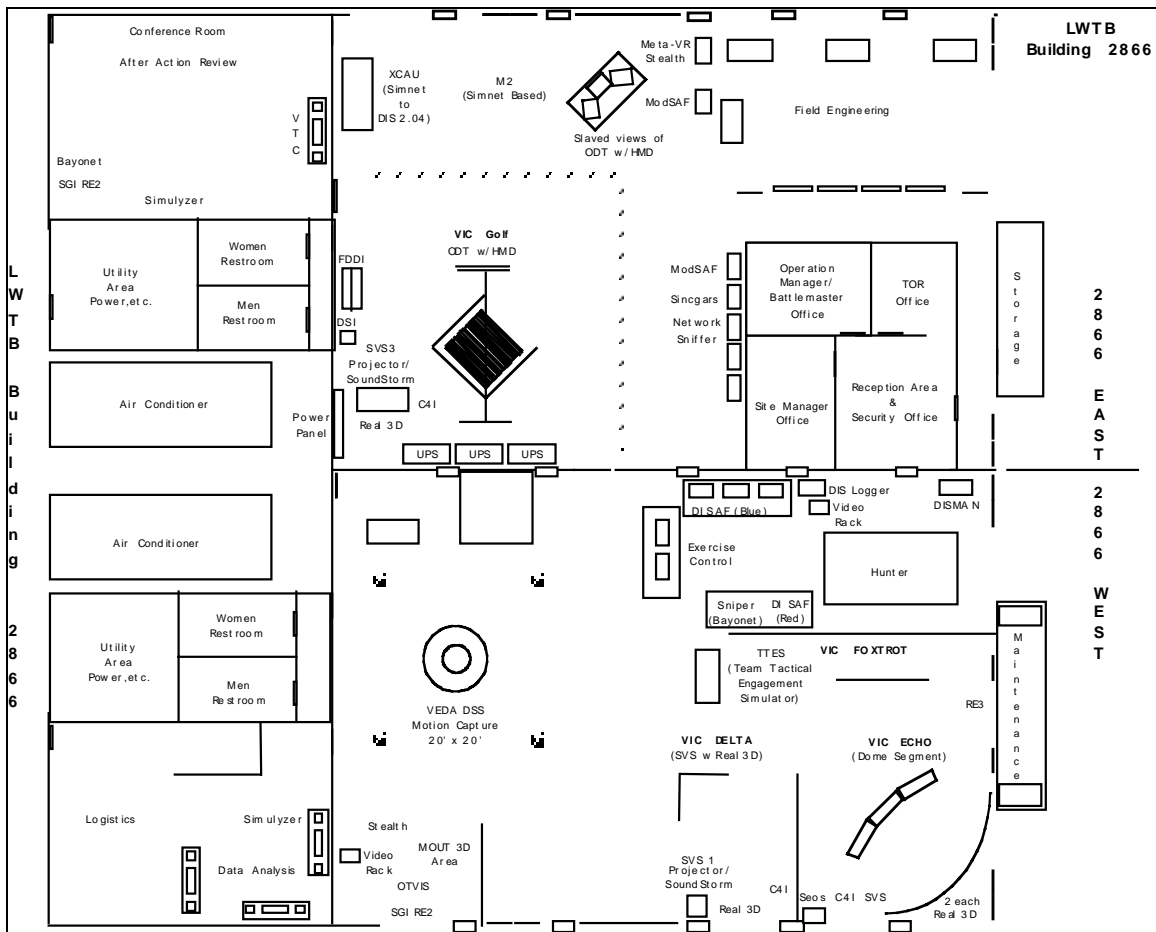 LWTB
Building 2866
Conference Room
After Action Review
V
T
C
Bayonet
SGI RE2
Simulyzer
XCAU
(Simnet
to
DIS 2.04)
M2
(Simnet Based)
Meta-VR
Stealth
ModSAF
Slaved views of
ODT w/HMD
Field Engineering
Utility
Area
Power,etc.
Women
Restroom
Men
Restroom
FDDI
DSI
VIC Golf
ODT w/HMD
SVS3
Projector/
SoundStorm
C4I
Real 3D
Power
Panel
UPS
UPS
UPS
ModSAF
Sincgars
Network
Sniffer
Operation
Manager/
Battlemaster
Office
TOR
Office
Site Manager
Office
Reception Area
&
Security Office
Storage
2866 EAST
LWTB Building 2866
Air Conditioner
Air Conditioner
DISAF (Blue)
DIS Logger
Video
Rack
DISMAN
2866 WEST
Exercise
Control
Hunter
Sniper
(Bayonet)
DISAF
(Red)
Utility
Area
Power,etc.
Women
Restroom
Men
Restroom
VEDA DSS
Motion Capture
20' x 20'
TTES
(Team Tactical
Engagement
Simulator)
VIC FOXTROT
RE3
Maintenance
VIC DELTA
(SVS w Real 3D)
VIC ECHO
(Dome Segment)
Logistics
Simulyzer
Data Analysis
Stealth
Video
Rack
MOUT 3D
Area
OTVIS
SGI RE2
SVS 1
Projector/
SoundStorm
Real 3D
C4I
Seos C4I SVS
2 each
Real 3D